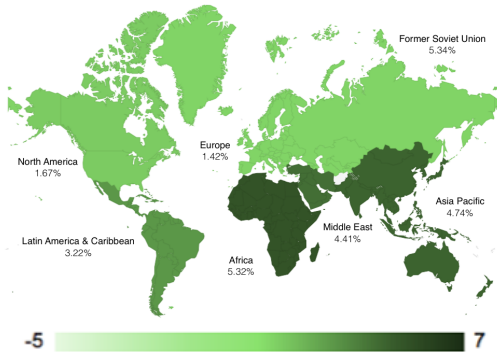 Former Soviet Union
5.34%
Europe
1.42%
North America
1.67%
Asia Pacific
4.74%
Middle East
4.41%
Latin America & Caribbean
3.22%
Africa
5.32%
-5 7